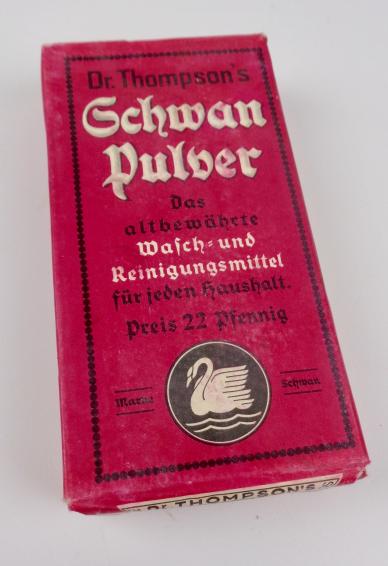 Dr. Thompson's
Schwan
Pulver
Das
altbewährte
Wasch- und
Reinigungsmittel
für jeden Haushalt.
Preis 22 Pfennig
Marke
Schwan
Dr. THOMPSON'S